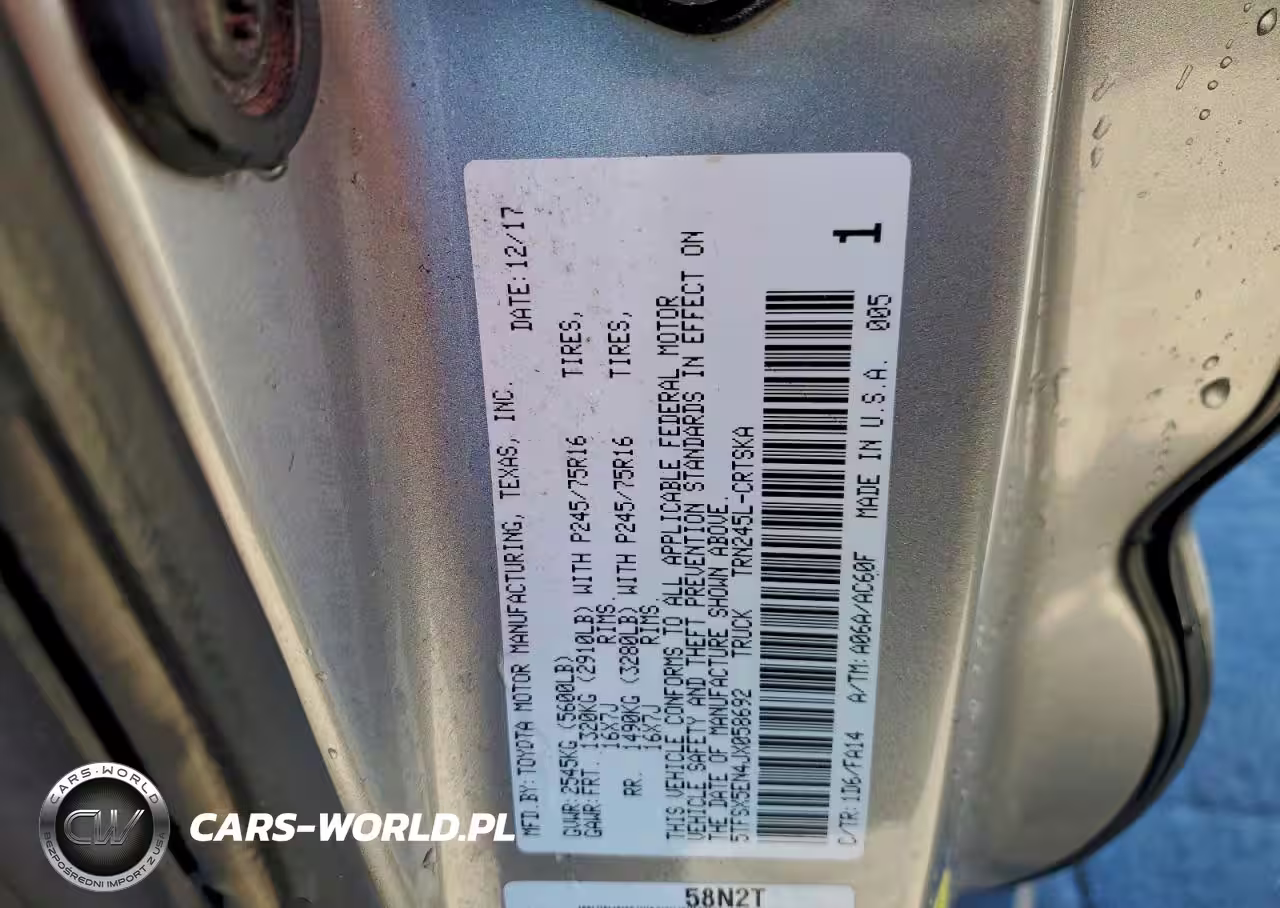 MFD.BY: TOYOTA MOTOR MANUFACTURING, TEXAS, INC. DATE: 12/17
GVWR: 2545KG (5600LB)
GAWR: FRT. 1320KG (2910LB) WITH P245/75R16 TIRES,
16X7J RIMS,
RR. 1490KG (3280LB) WITH P245/75R16 TIRES,
16X7J RIMS.
THIS VEHICLE CONFORMS TO ALL APPLICABLE FEDERAL MOTOR
VEHICLE SAFETY AND THEFT PREVENTION STANDARDS IN EFFECT ON
THE DATE OF MANUFACTURE SHOWN ABOVE.
5TFSX5EN4JX058692 TRUCK TRN245L-CRTSKA
1
C/TR: 1D6/FA14 A/TM: A06A/AC60F MADE IN U.S.A. 005
58N2T
CARS-WORLD
CW
BEZPOŚREDNI IMPORT Z USA
CARS-WORLD.PL